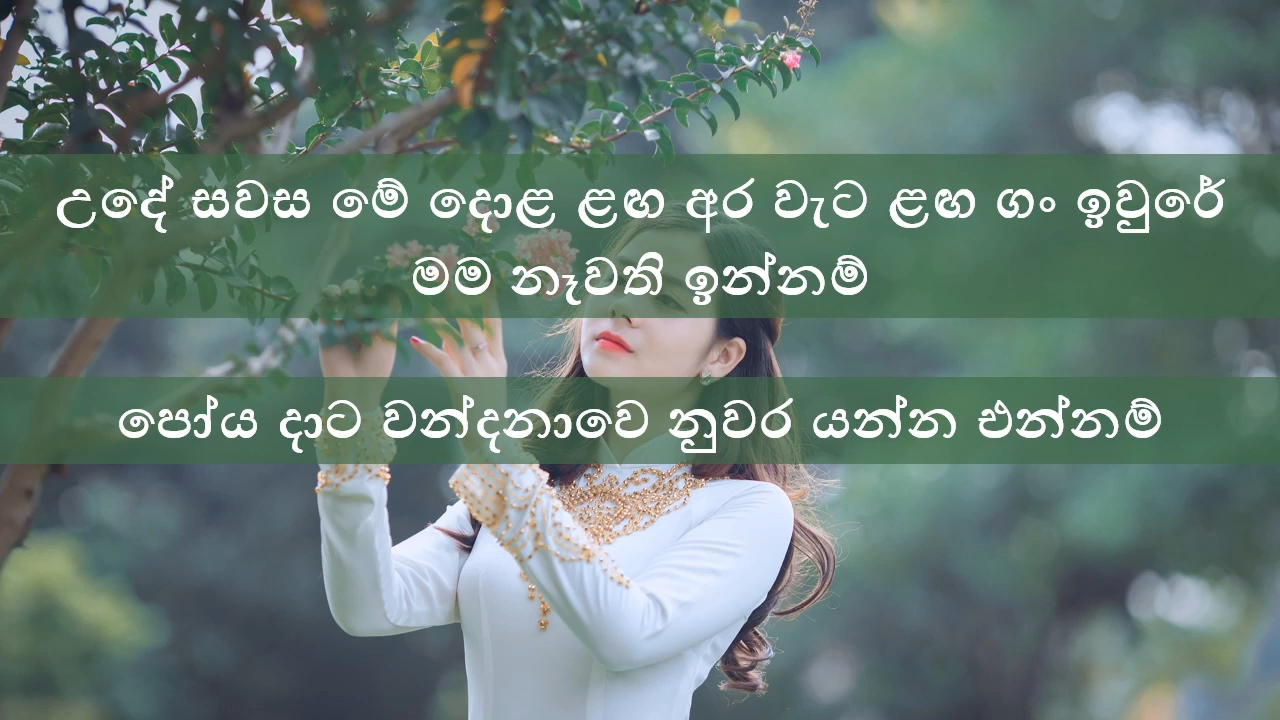 උදේ සවස මේ දොළ ළඟ අර වැට ළඟ ගං ඉවුරේ
මම නෑවති ඉන්නම්
පෝය දාට වන්දනාවෙ නුවර යන්න එන්නම්